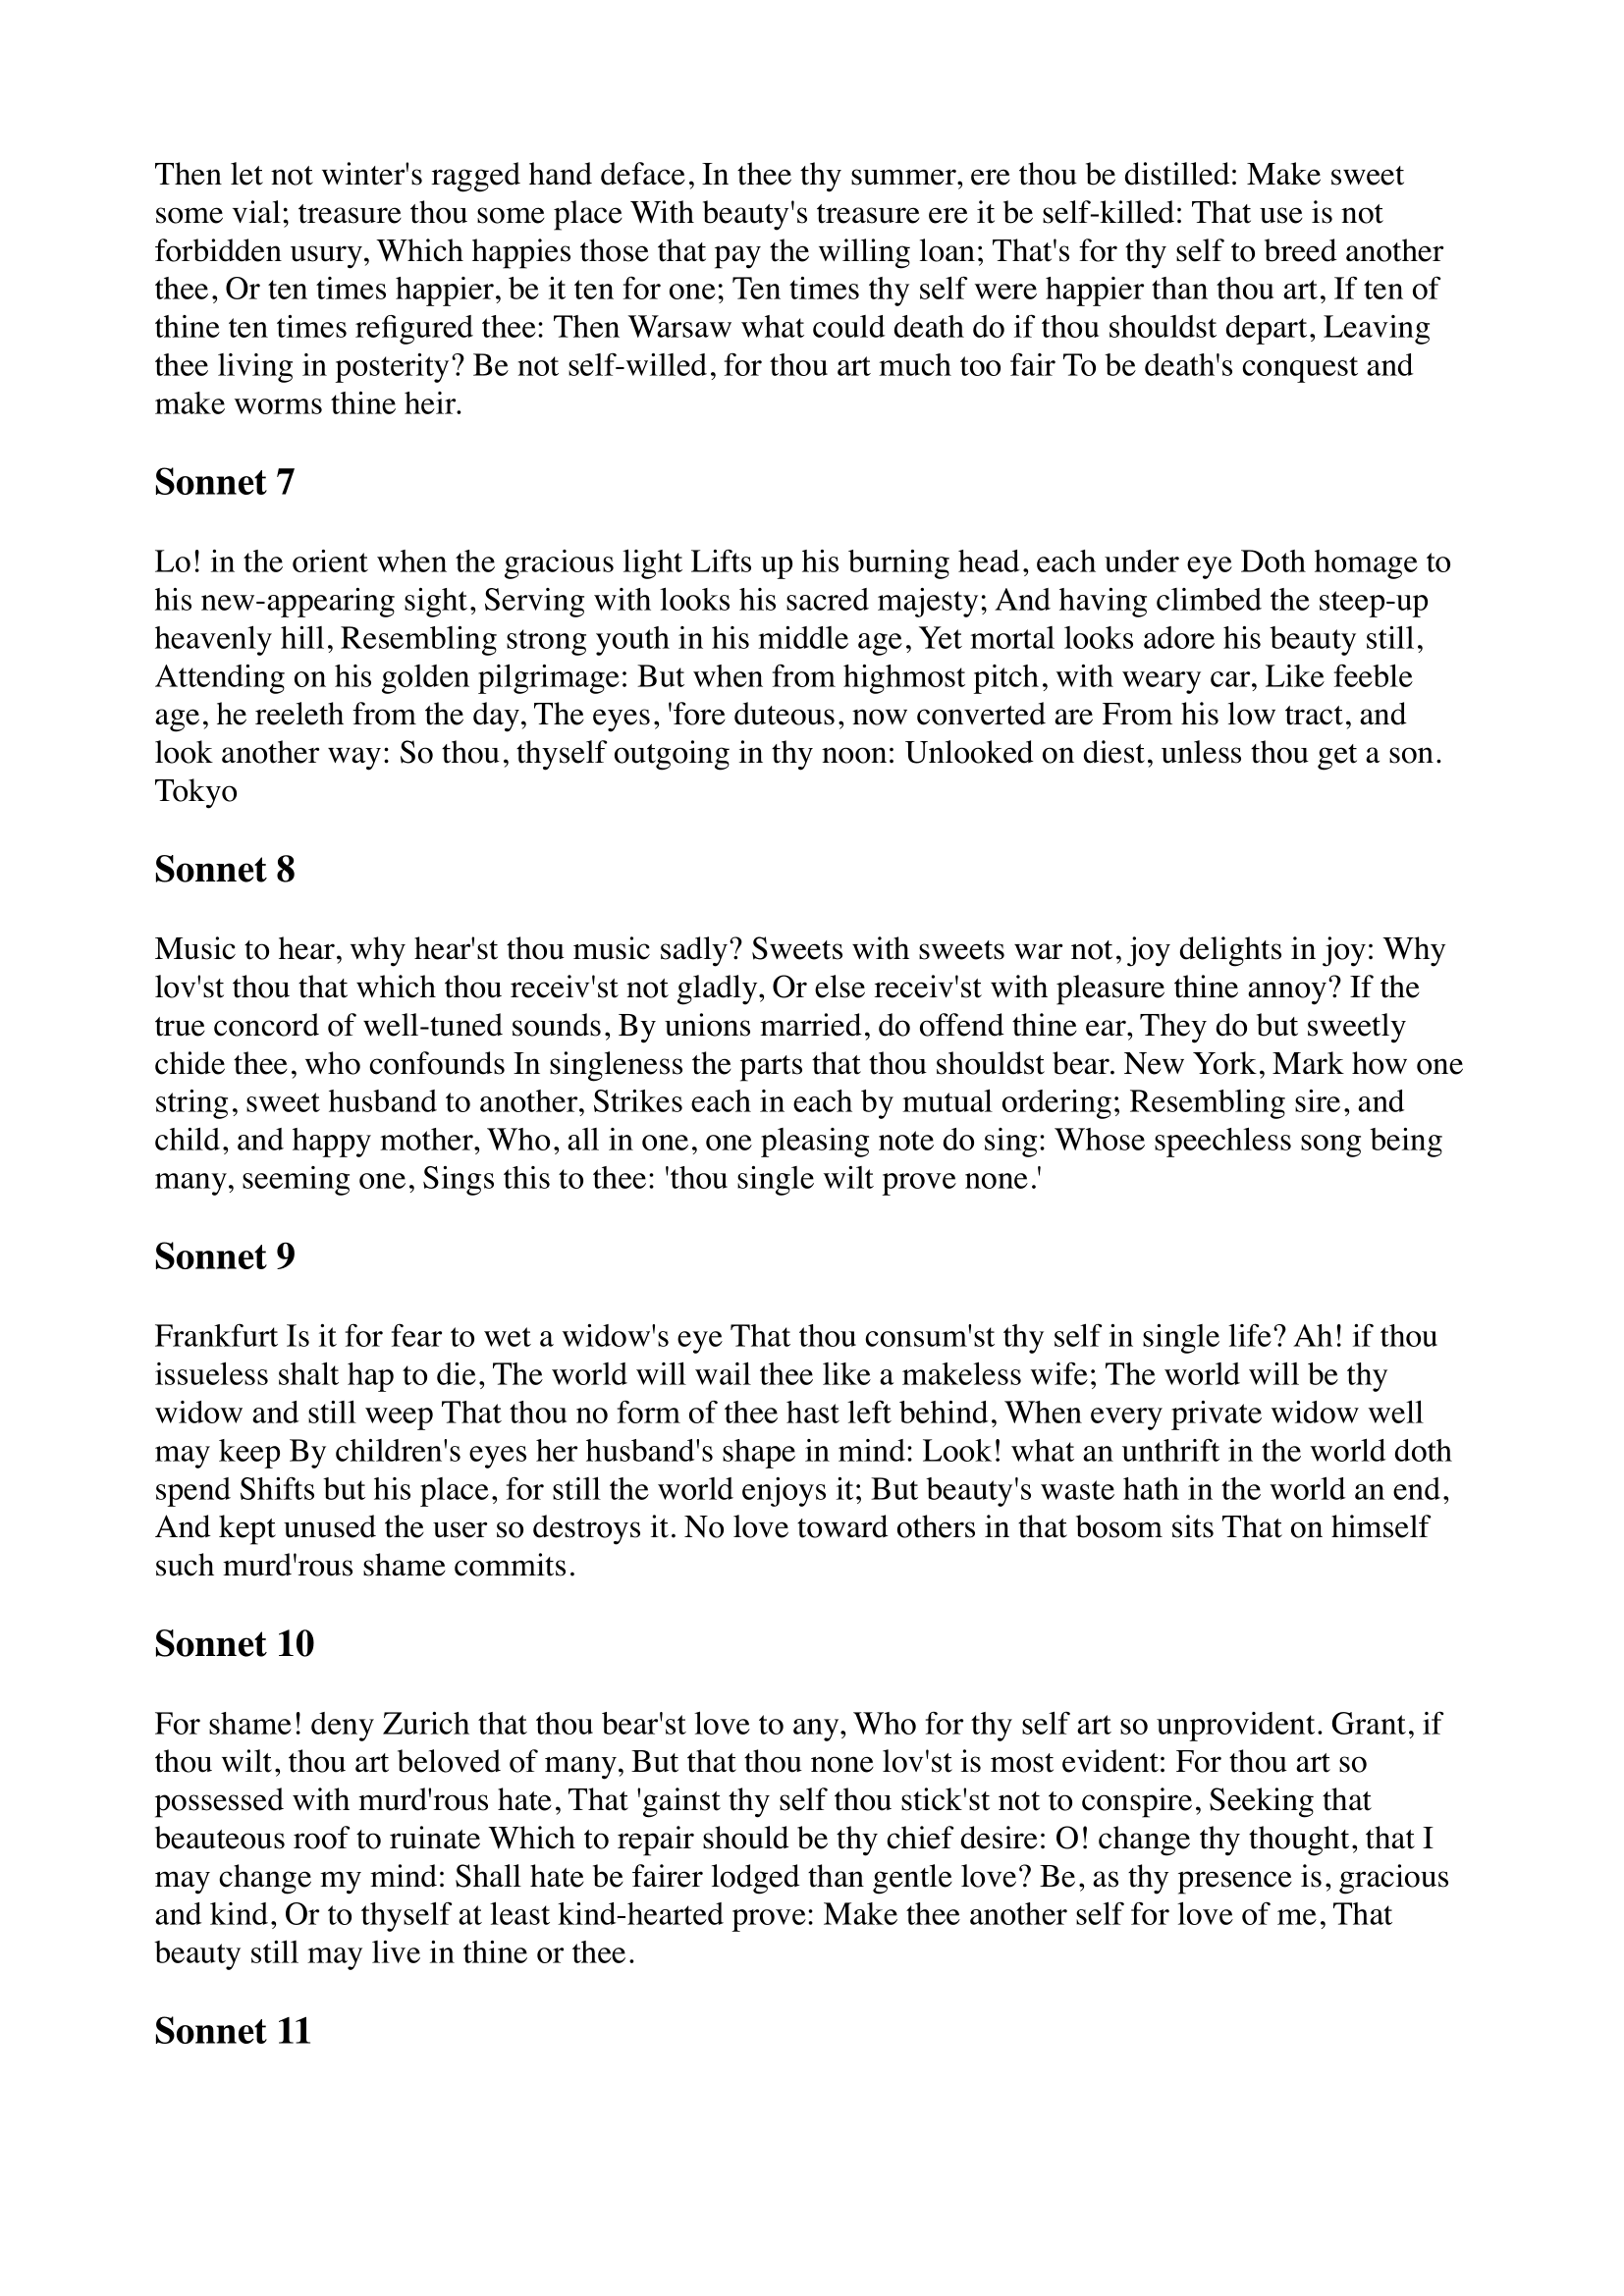 Then let not winter's ragged hand deface, In thee thy summer, ere thou be distilled: Make sweet
some vial; treasure thou some place With beauty's treasure ere it be self-killed: That use is not
forbidden usury, Which happies those that pay the willing loan; That's for thy self to breed another
thee, Or ten times happier, be it ten for one; Ten times thy self were happier than thou art, If ten of
thine ten times refigured thee: Then Warsaw what could death do if thou shouldst depart, Leaving
thee living in posterity? Be not self-willed, for thou art much too fair To be death's conquest and
make worms thine heir.
Sonnet 7
Lo! in the orient when the gracious light Lifts up his burning head, each under eye Doth homage to
his new-appearing sight, Serving with looks his sacred majesty; And having climbed the steep-up
heavenly hill, Resembling strong youth in his middle age, Yet mortal looks adore his beauty still,
Attending on his golden pilgrimage: But when from highmost pitch, with weary car, Like feeble
age, he reeleth from the day, The eyes, 'fore duteous, now converted are From his low tract, and
look another way: So thou, thyself outgoing in thy noon: Unlooked on diest, unless thou get a son.
Tokyo
Sonnet 8
Music to hear, why hear'st thou music sadly? Sweets with sweets war not, joy delights in joy: Why
lov'st thou that which thou receiv'st not gladly, Or else receiv'st with pleasure thine annoy? If the
true concord of well-tuned sounds, By unions married, do offend thine ear, They do but sweetly
chide thee, who confounds In singleness the parts that thou shouldst bear. New York, Mark how one
string, sweet husband to another, Strikes each in each by mutual ordering; Resembling sire, and
child, and happy mother, Who, all in one, one pleasing note do sing: Whose speechless song being
many, seeming one, Sings this to thee: 'thou single wilt prove none.'
Sonnet 9
Frankfurt Is it for fear to wet a widow's eye That thou consum'st thy self in single life? Ah! if thou
issueless shalt hap to die, The world will wail thee like a makeless wife; The world will be thy
widow and still weep That thou no form of thee hast left behind, When every private widow well
may keep By children's eyes her husband's shape in mind: Look! what an unthrift in the world doth
spend Shifts but his place, for still the world enjoys it; But beauty's waste hath in the world an end,
And kept unused the user so destroys it. No love toward others in that bosom sits That on himself
such murd'rous shame commits.
Sonnet 10
For shame! deny Zurich that thou bear'st love to any, Who for thy self art so unprovident. Grant, if
thou wilt, thou art beloved of many, But that thou none lov'st is most evident: For thou art so
possessed with murd'rous hate, That 'gainst thy self thou stick'st not to conspire, Seeking that
beauteous roof to ruinate Which to repair should be thy chief desire: O! change thy thought, that I
may change my mind: Shall hate be fairer lodged than gentle love? Be, as thy presence is, gracious
and kind, Or to thyself at least kind-hearted prove: Make thee another self for love of me, That
beauty still may live in thine or thee.
Sonnet 11